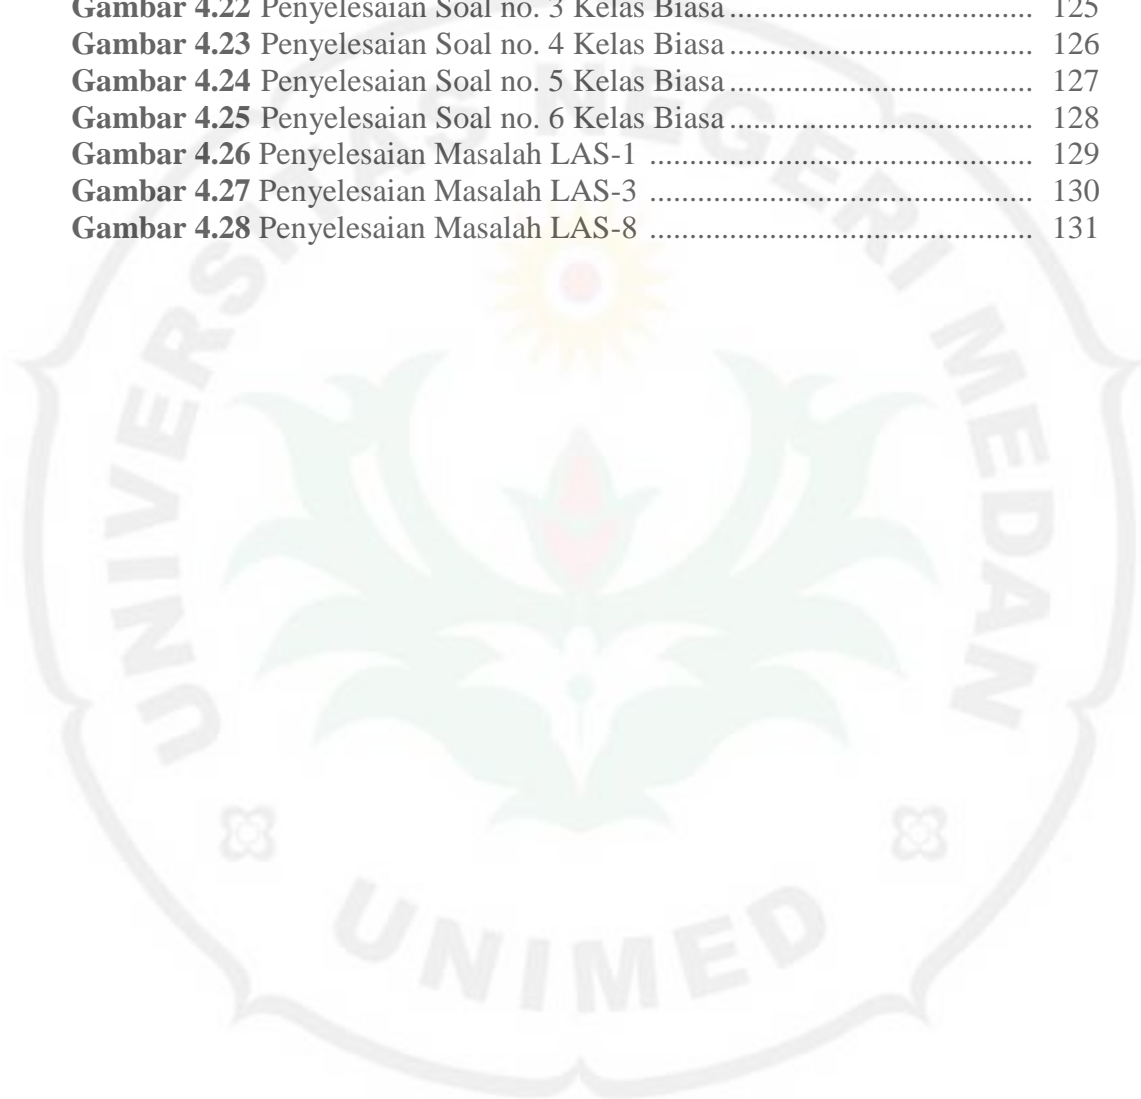 Gambar 4.22 Penyelesaian Soal no. 3 Kelas Biasa ...................................... 125
Gambar 4.23 Penyelesaian Soal no. 4 Kelas Biasa ...................................... 126
Gambar 4.24 Penyelesaian Soal no. 5 Kelas Biasa ...................................... 127
Gambar 4.25 Penyelesaian Soal no. 6 Kelas Biasa ...................................... 128
Gambar 4.26 Penyelesaian Masalah LAS-1 ................................................ 129
Gambar 4.27 Penyelesaian Masalah LAS-3 ................................................ 130
Gambar 4.28 Penyelesaian Masalah LAS-8 ................................................ 131
UNIVERSITAS NEGERI MEDAN
UNIMED